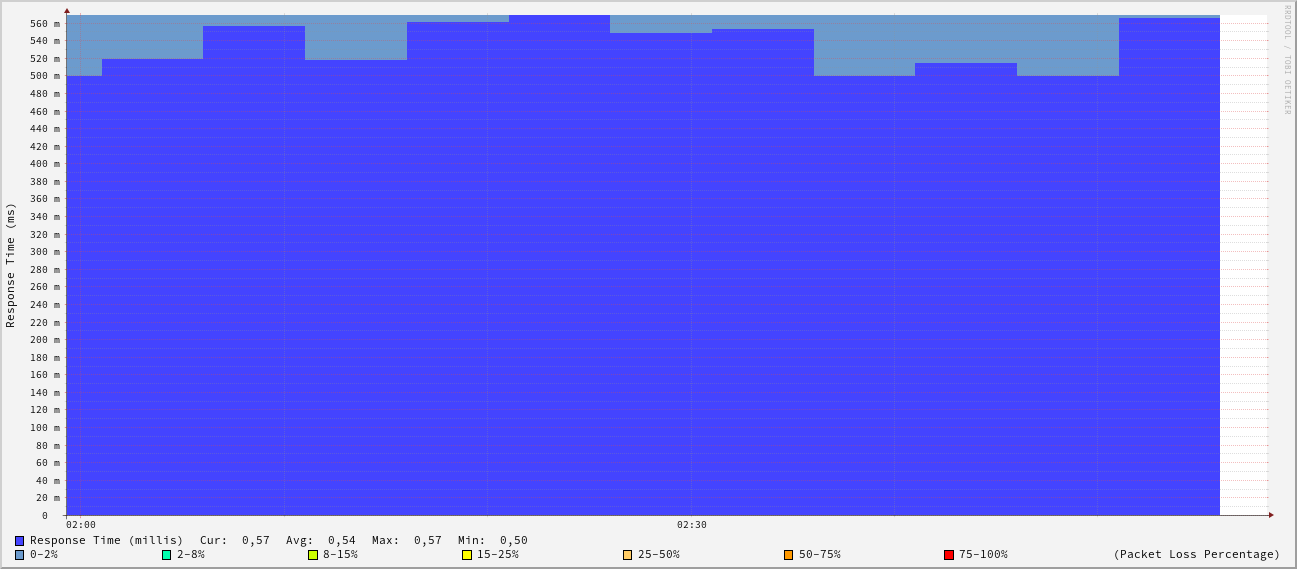 RRDTOOL / TOBI OETIKER
Response Time (ms)
560 m
540 m
520 m
500 m
480 m
460 m
440 m
420 m
400 m
380 m
360 m
340 m
320 m
300 m
280 m
260 m
240 m
220 m
200 m
180 m
160 m
140 m
120 m
100 m
80 m
60 m
40 m
20 m
0
02:00 02:30
Response Time (millis) Cur: 0,57 Avg: 0,54 Max: 0,57 Min: 0,50
0-2% 2-8% 8-15% 15-25% 25-50% 50-75% 75-100% (Packet Loss Percentage)